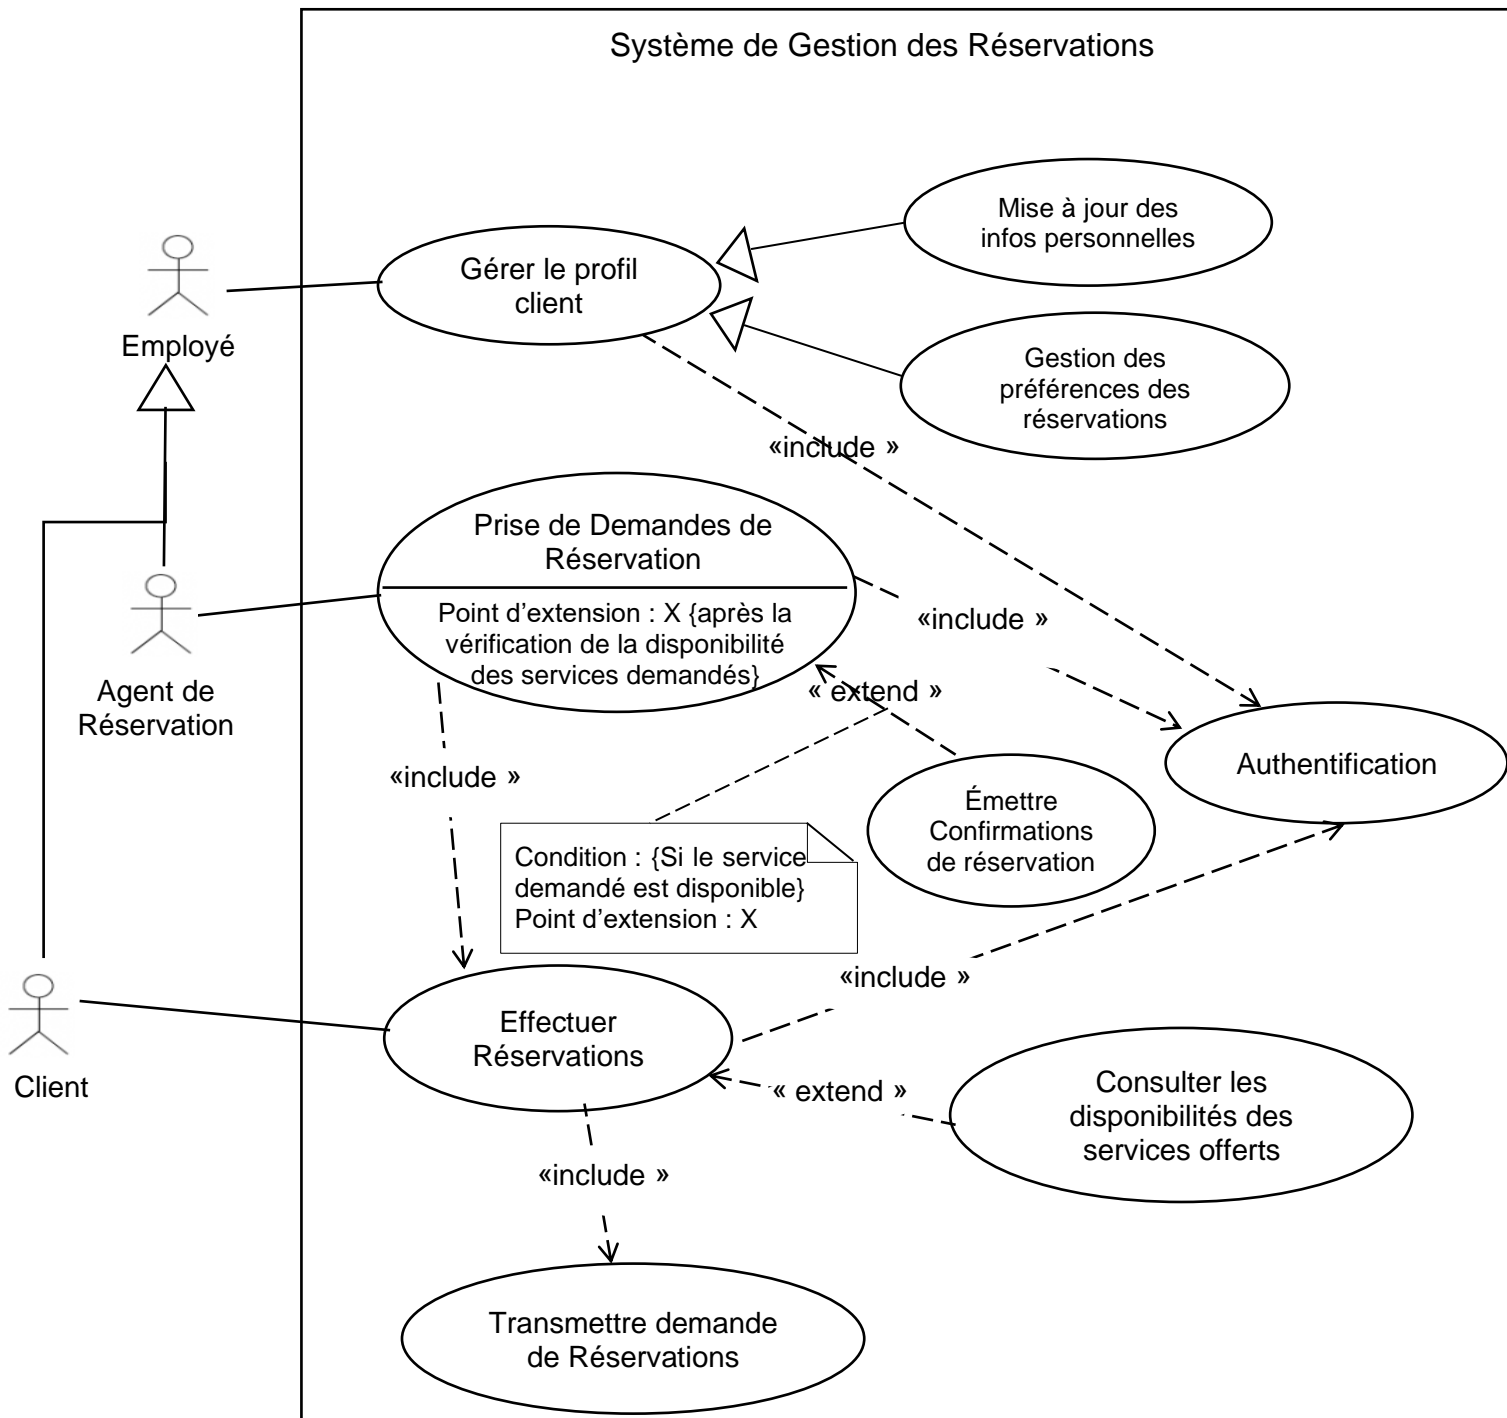 Système de Gestion des Réservations
Mise à jour des
infos personnelles
Gérer le profil
client
Employé
Gestion des
préférences des
réservations
«include »
Prise de Demandes de
Réservation
Point d’extension : X {après la
vérification de la disponibilité
des services demandés}
«include »
« extend »
Agent de
Réservation
Authentification
«include »
Émettre
Confirmations
de réservation
Condition : {Si le service
demandé est disponible}
Point d’extension : X
«include »
Effectuer
Réservations
Client
« extend »
Consulter les
disponibilités des
services offerts
«include »
Transmettre demande
de Réservations